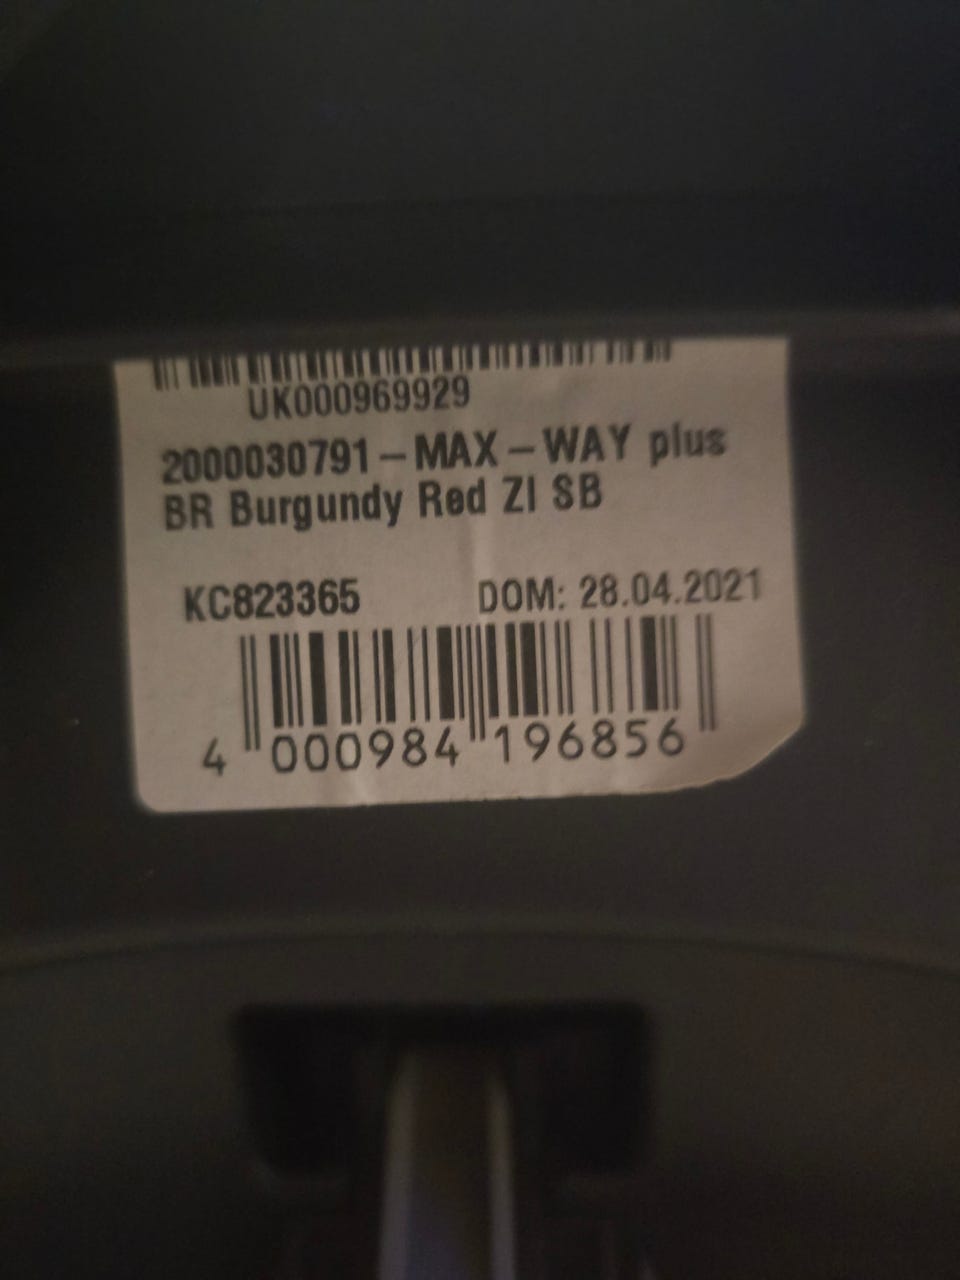 UK000969929
2000030791-MAX-WAY plus
BR Burgundy Red ZI SB
KC823365 DOM: 28.04.2021
4 000984 196856